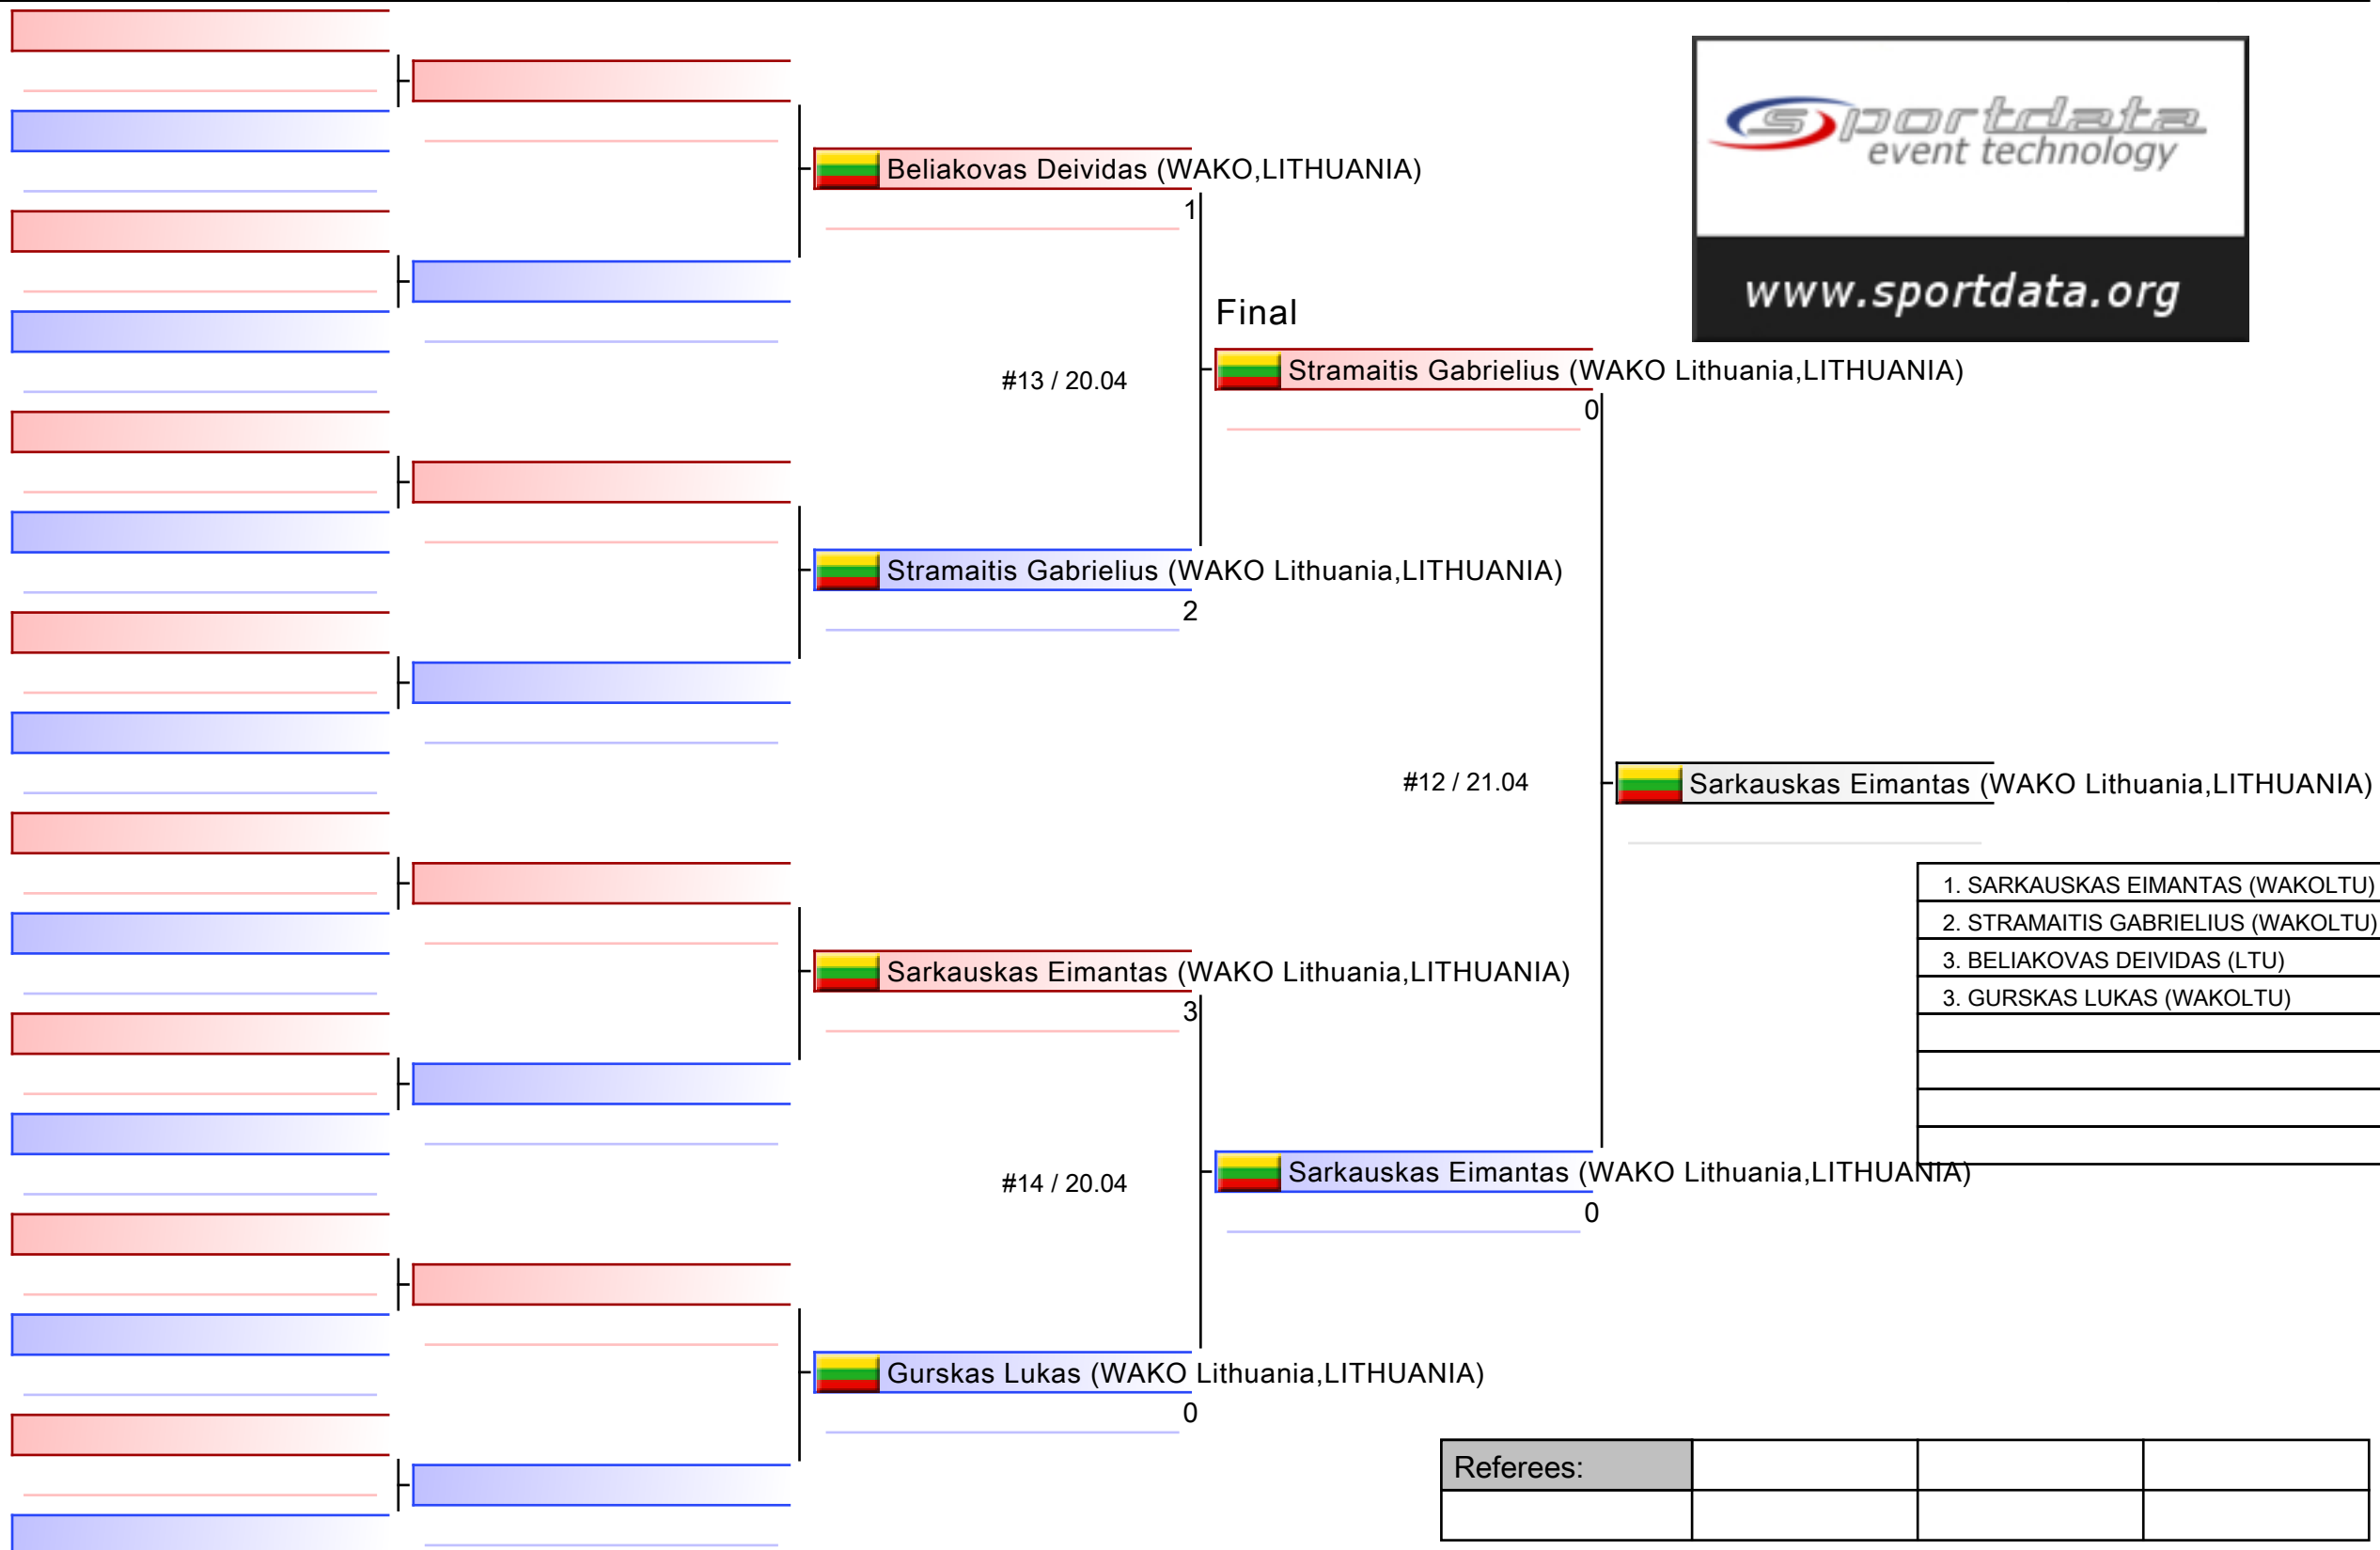 sportdata
event technology
www.sportdata.org
Beliakovas Deividas (WAKO,LITHUANIA)
1
Final
#13 / 20.04
Stramaitis Gabrielius (WAKO Lithuania,LITHUANIA)
0
Stramaitis Gabrielius (WAKO Lithuania,LITHUANIA)
2
#12 / 21.04
Sarkauskas Eimantas (WAKO Lithuania,LITHUANIA)
1. SARKAUSKAS EIMANTAS (WAKOLTU)
2. STRAMAITIS GABRIELIUS (WAKOLTU)
3. BELIAKOVAS DEIVIDAS (LTU)
3. GURSKAS LUKAS (WAKOLTU)
Sarkauskas Eimantas (WAKO Lithuania,LITHUANIA)
3
#14 / 20.04
Sarkauskas Eimantas (WAKO Lithuania,LITHUANIA)
0
Gurskas Lukas (WAKO Lithuania,LITHUANIA)
0
Referees: